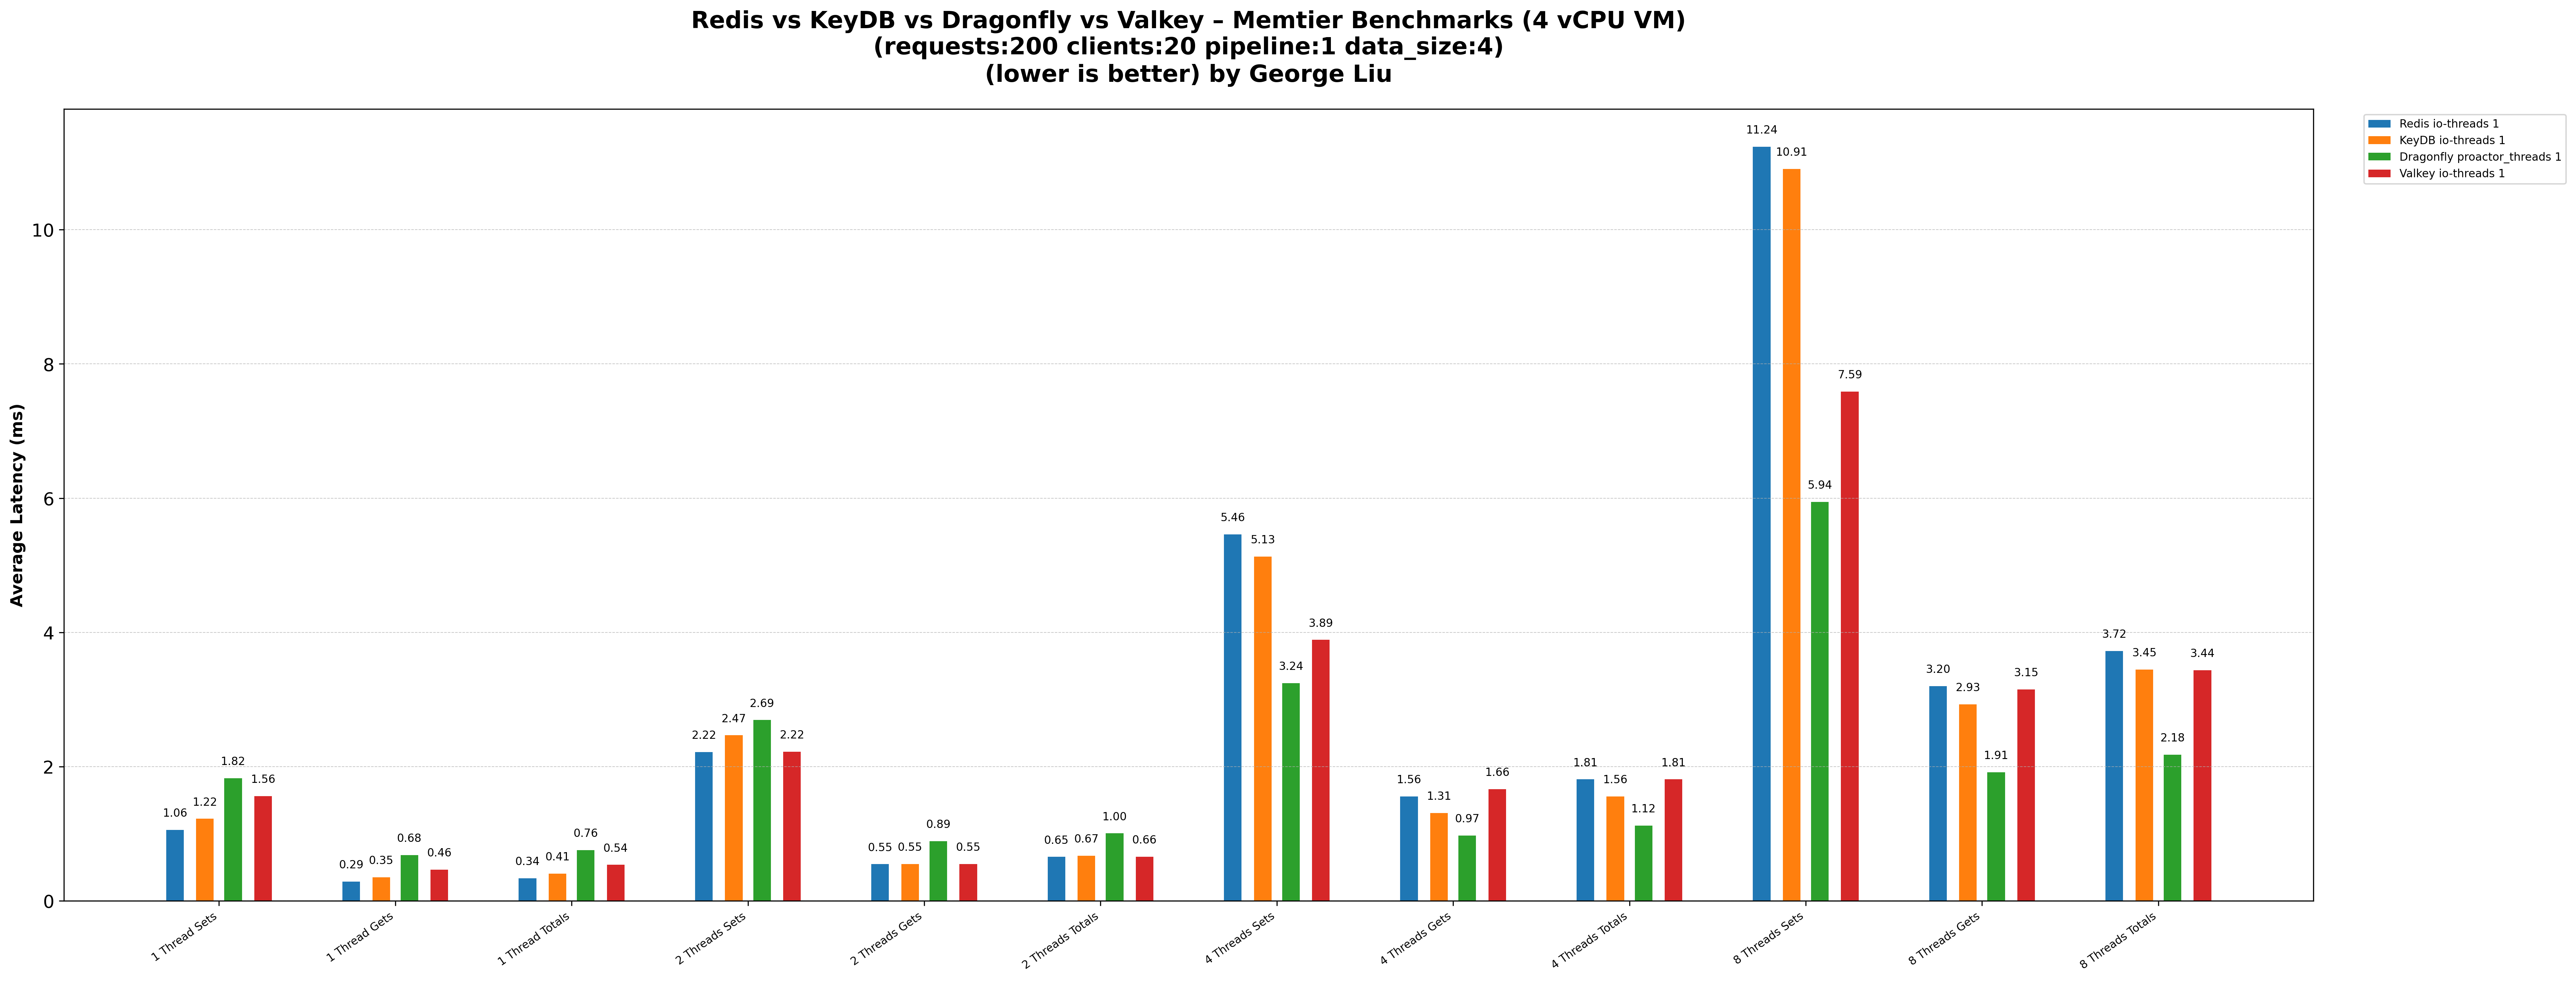 Redis vs KeyDB vs Dragonfly vs Valkey – Memtier Benchmarks (4 vCPU VM)
(requests:200 clients:20 pipeline:1 data_size:4)
(lower is better) by George Liu
Redis io-threads 1
KeyDB io-threads 1
Dragonfly proactor_threads 1
Valkey io-threads 1
Average Latency (ms)
10
8
6
4
2
0
1.06 1.22 1.82 1.56
0.29 0.35 0.68 0.46
0.34 0.41 0.76 0.54
2.22 2.47 2.69 2.22
0.55 0.55 0.89 0.55
0.65 0.67 1.00 0.66
5.46 5.13 3.24 3.89
1.56 1.31 0.97 1.66
1.81 1.56 1.12 1.81
11.24 10.91 5.94 7.59
3.20 2.93 1.91 3.15
3.72 3.45 2.18 3.44
1 Thread Sets
1 Thread Gets
1 Thread Totals
2 Threads Sets
2 Threads Gets
2 Threads Totals
4 Threads Sets
4 Threads Gets
4 Threads Totals
8 Threads Sets
8 Threads Gets
8 Threads Totals